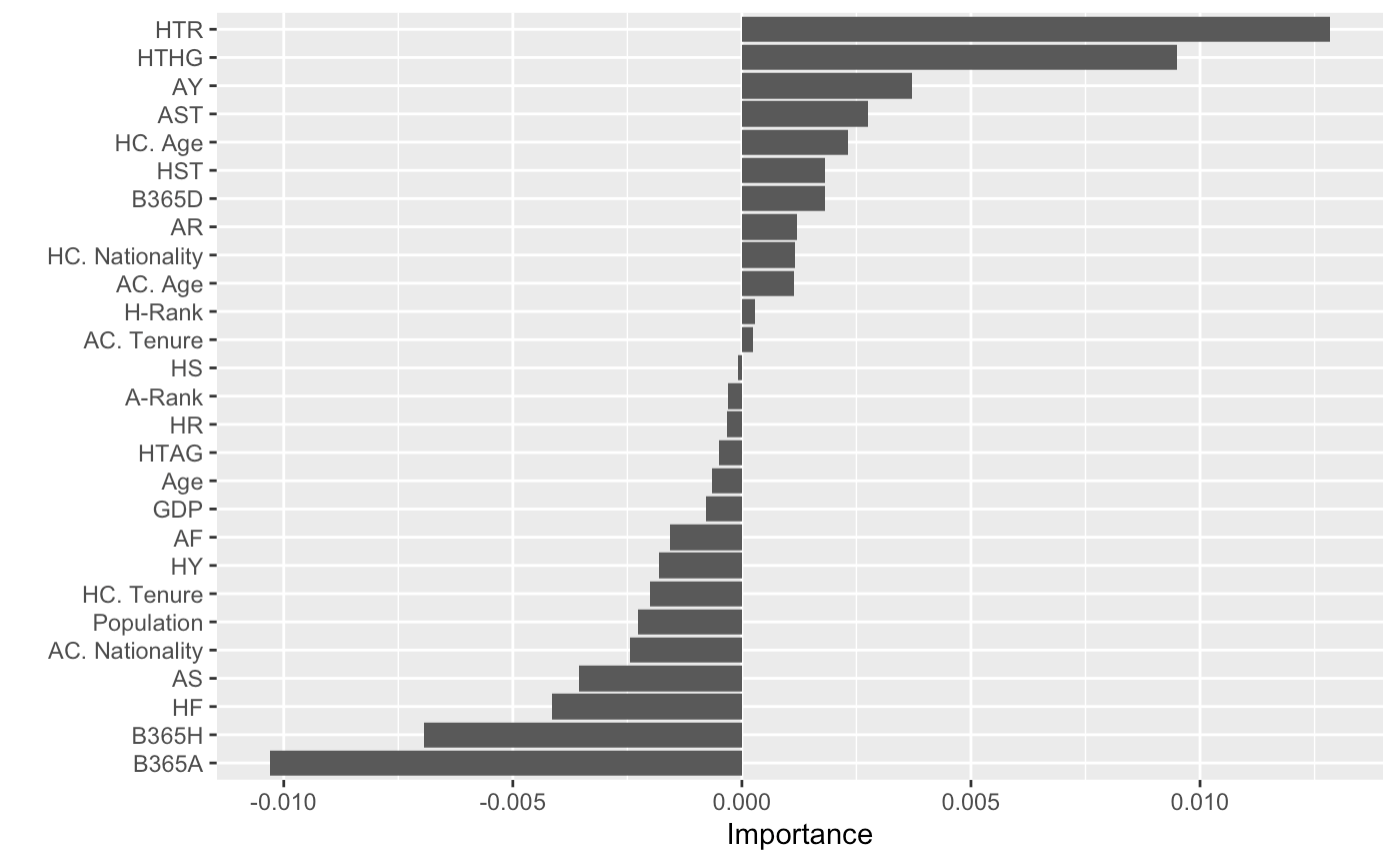 HTR
HTHG
AY
AST
HC. Age
HST
B365D
AR
HC. Nationality
AC. Age
H-Rank
AC. Tenure
HS
A-Rank
HR
HTAG
Age
GDP
AF
HY
HC. Tenure
Population
AC. Nationality
AS
HF
B365H
B365A
-0.010 -0.005 0.000 0.005 0.010
Importance